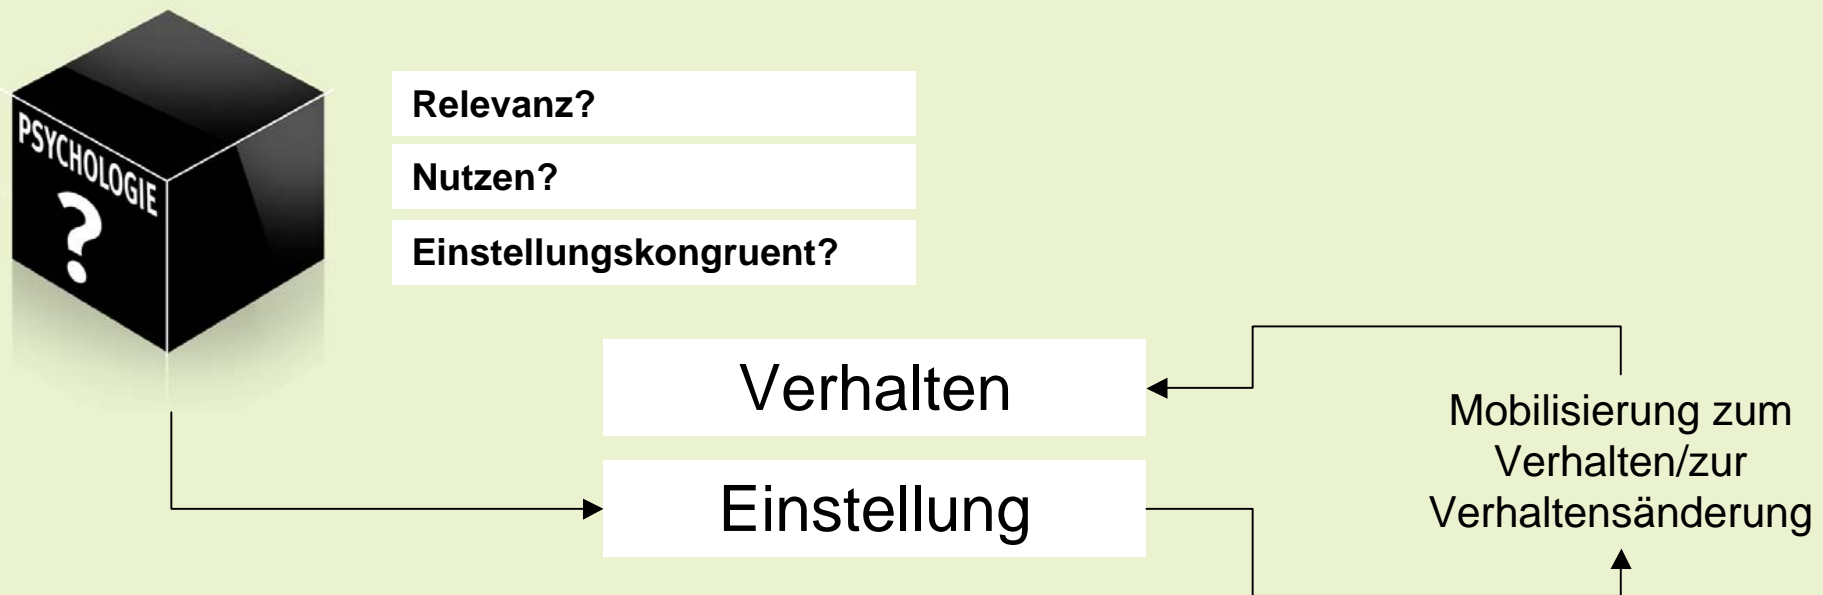 PSYCHOLOGIE
?
Relevanz?
Nutzen?
Einstellungskongruent?
Verhalten
Einstellung
Mobilisierung zum
Verhalten/zur
Verhaltensänderung